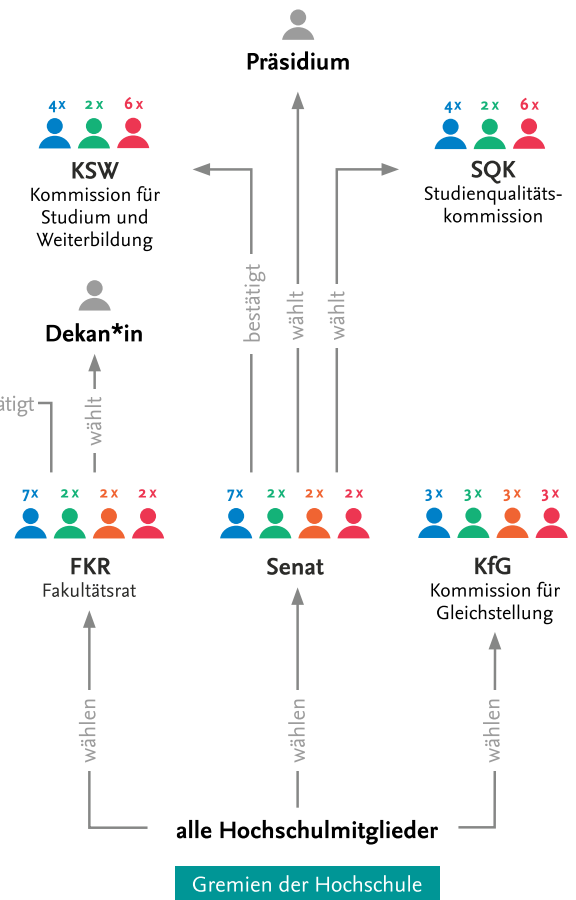 Präsidium
4x 2x 6x
KSW
Kommission für
Studium und
Weiterbildung
4x 2x 6x
SQK
Studienqualitäts-
kommission
bestätigt
wählt
wählt
Dekan*in
wählt
ätigt
7x 2x 2x 2x
FKR
Fakultätsrat
7x 2x 2x 2x
Senat
3x 3x 3x 3x
KfG
Kommission für
Gleichstellung
wählen
wählen
wählen
alle Hochschulmitglieder
Gremien der Hochschule